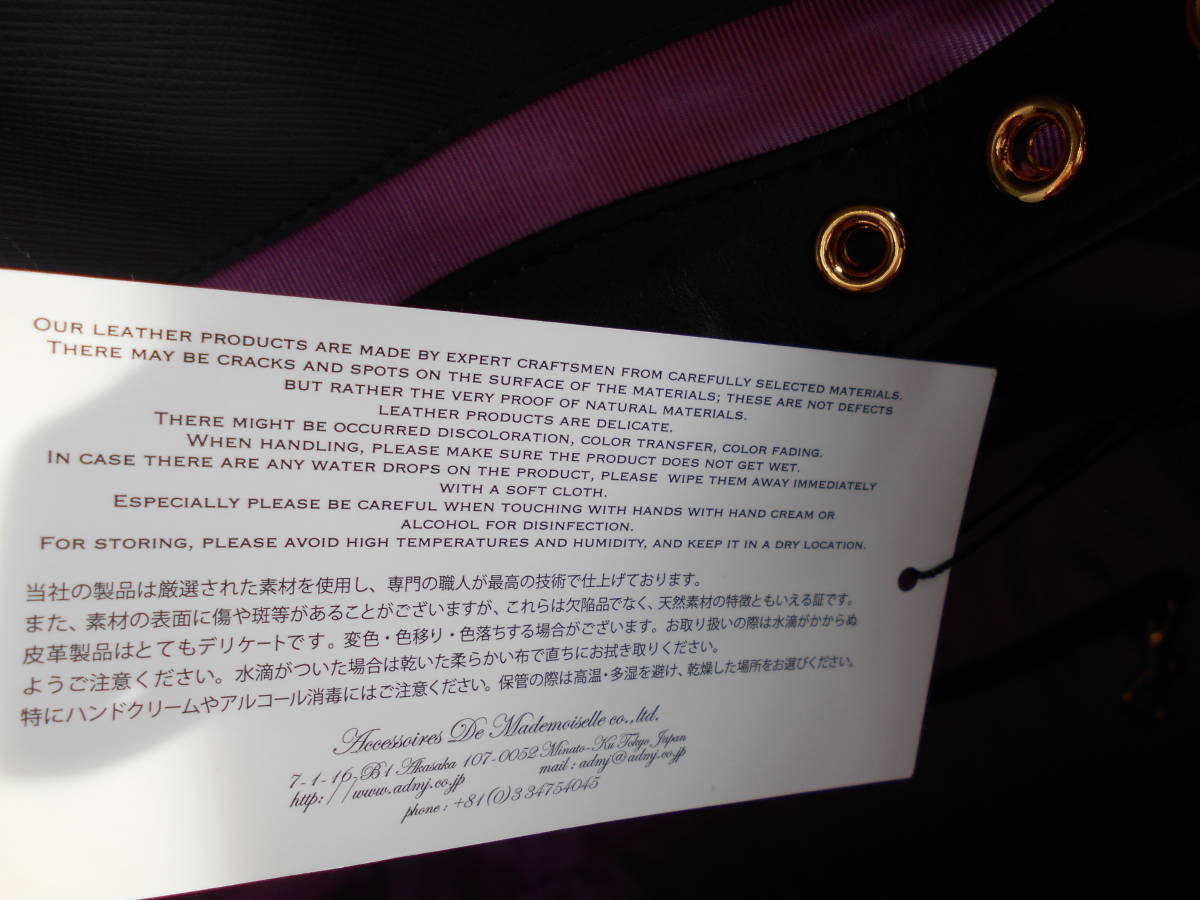 OUR LEATHER PRODUCTS ARE MADE BY EXPERT CRAFTSMEN FROM CAREFULLY SELECTED MATERIALS.
THERE MAY BE CRACKS AND SPOTS ON THE SURFACE OF THE MATERIALS; THESE ARE NOT DEFECTS
BUT RATHER THE VERY PROOF OF NATURAL MATERIALS.
LEATHER PRODUCTS ARE DELICATE.
THERE MIGHT BE OCCURRED DISCOLORATION, COLOR TRANSFER, COLOR FADING.
WHEN HANDLING, PLEASE MAKE SURE THE PRODUCT DOES NOT GET WET.
IN CASE THERE ARE ANY WATER DROPS ON THE PRODUCT, PLEASE WIPE THEM AWAY IMMEDIATELY
WITH A SOFT CLOTH.
ESPECIALLY PLEASE BE CAREFUL WHEN TOUCHING WITH HANDS WITH HAND CREAM OR
ALCOHOL FOR DISINFECTION.
FOR STORING, PLEASE AVOID HIGH TEMPERATURES AND HUMIDITY, AND KEEP IT IN A DRY LOCATION.
当社の製品は厳選された素材を使用し、専門の職人が最高の技術で仕上げております。
また、素材の表面に傷や斑等があることがございますが、これらは欠陥品でなく、天然素材の特徴ともいえる証です。
皮革製品はとてもデリケートです。変色・色移り・色落ちする場合がございます。お取り扱いの際は水滴がかからぬ
ようご注意ください。水滴がついた場合は乾いた柔らかい布で直ちにお拭き取りください。
特にハンドクリームやアルコール消毒にはご注意ください。保管の際は高温・多湿を避け、乾燥した場所をお選びください。
Accessoires De Mademoiselle co.,ltd.
7-1-16-B1 Akasaka 107-0052 Minato-Ku Tokyo Japan
http://www.admj.co.jp mail : admj@admj.co.jp
phone : +81(0)3 34754045